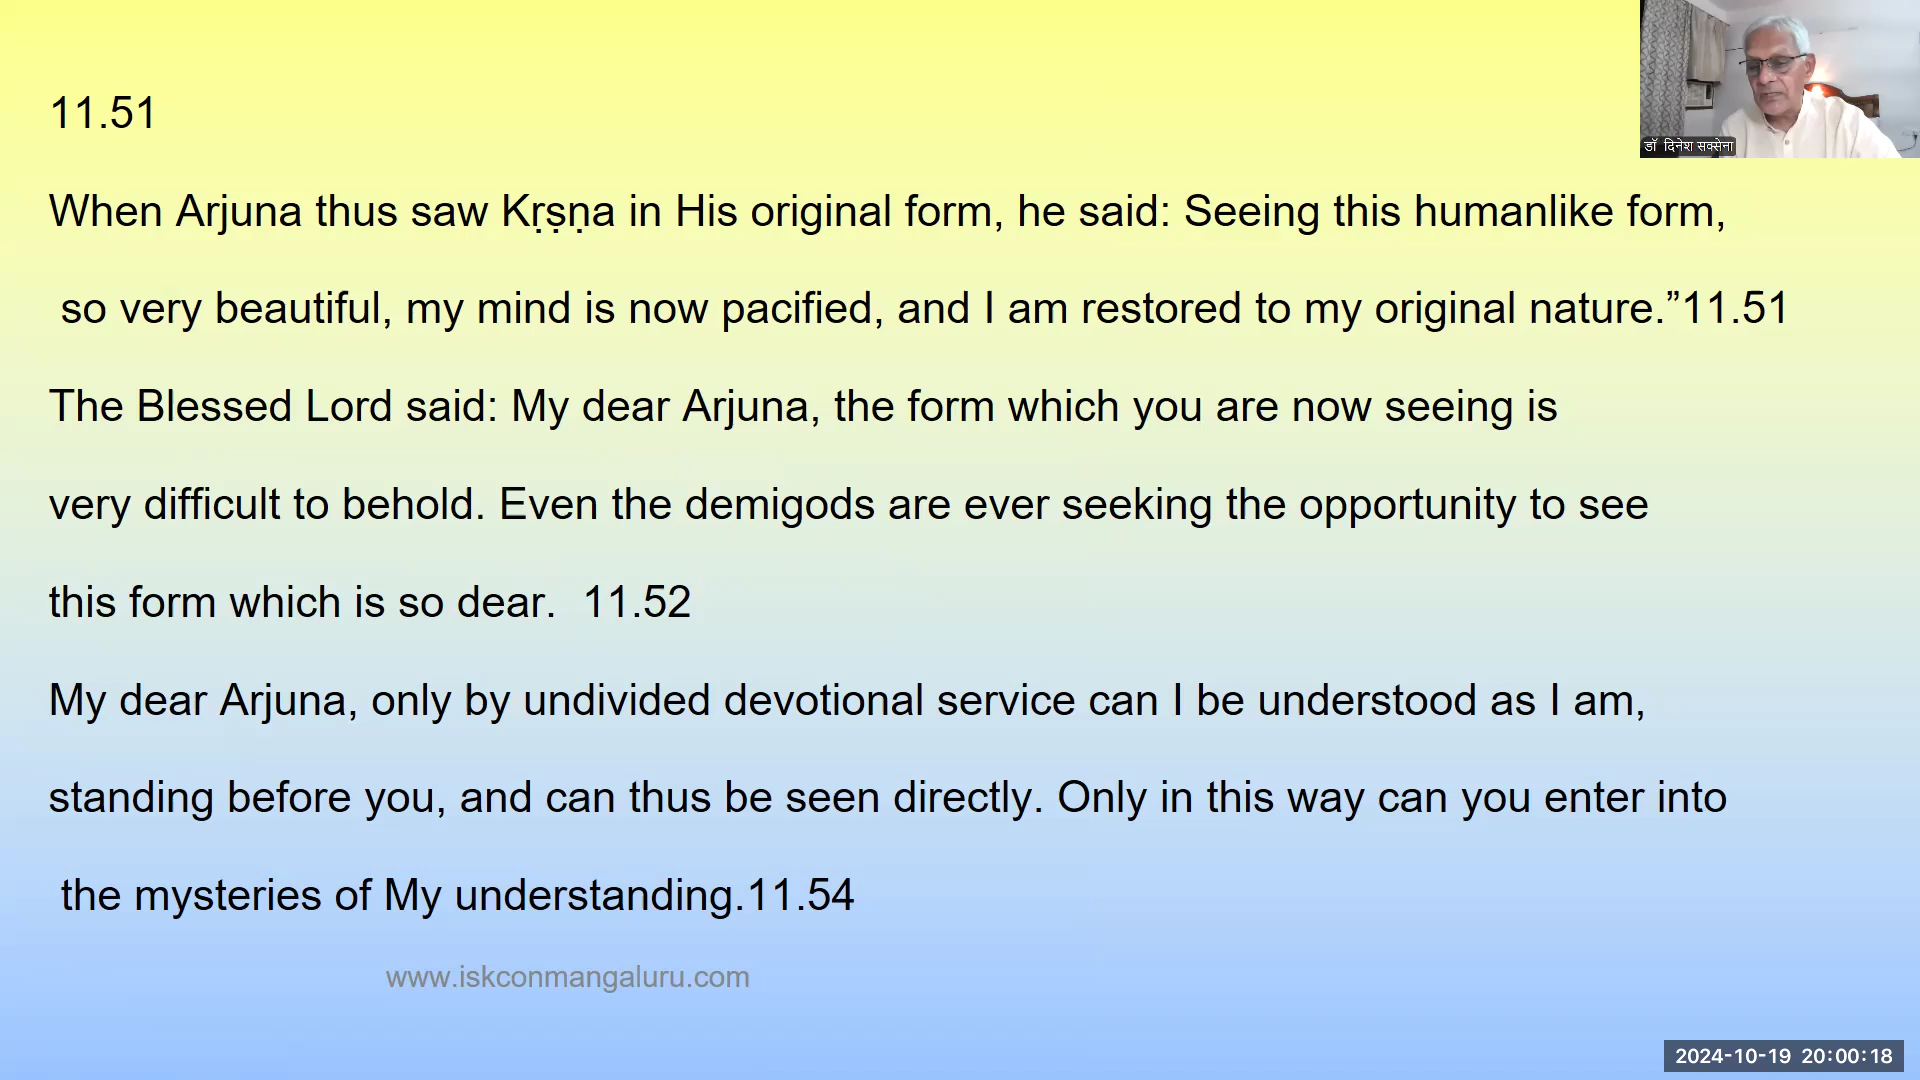 11.51
डॉ दिनेश सक्सेना
When Arjuna thus saw Kṛṣṇa in His original form, he said: Seeing this humanlike form,
so very beautiful, my mind is now pacified, and I am restored to my original nature.”11.51
The Blessed Lord said: My dear Arjuna, the form which you are now seeing is
very difficult to behold. Even the demigods are ever seeking the opportunity to see
this form which is so dear. 11.52
My dear Arjuna, only by undivided devotional service can I be understood as I am,
standing before you, and can thus be seen directly. Only in this way can you enter into
the mysteries of My understanding.11.54
www.iskconmangaluru.com
2024-10-19 20:00:18